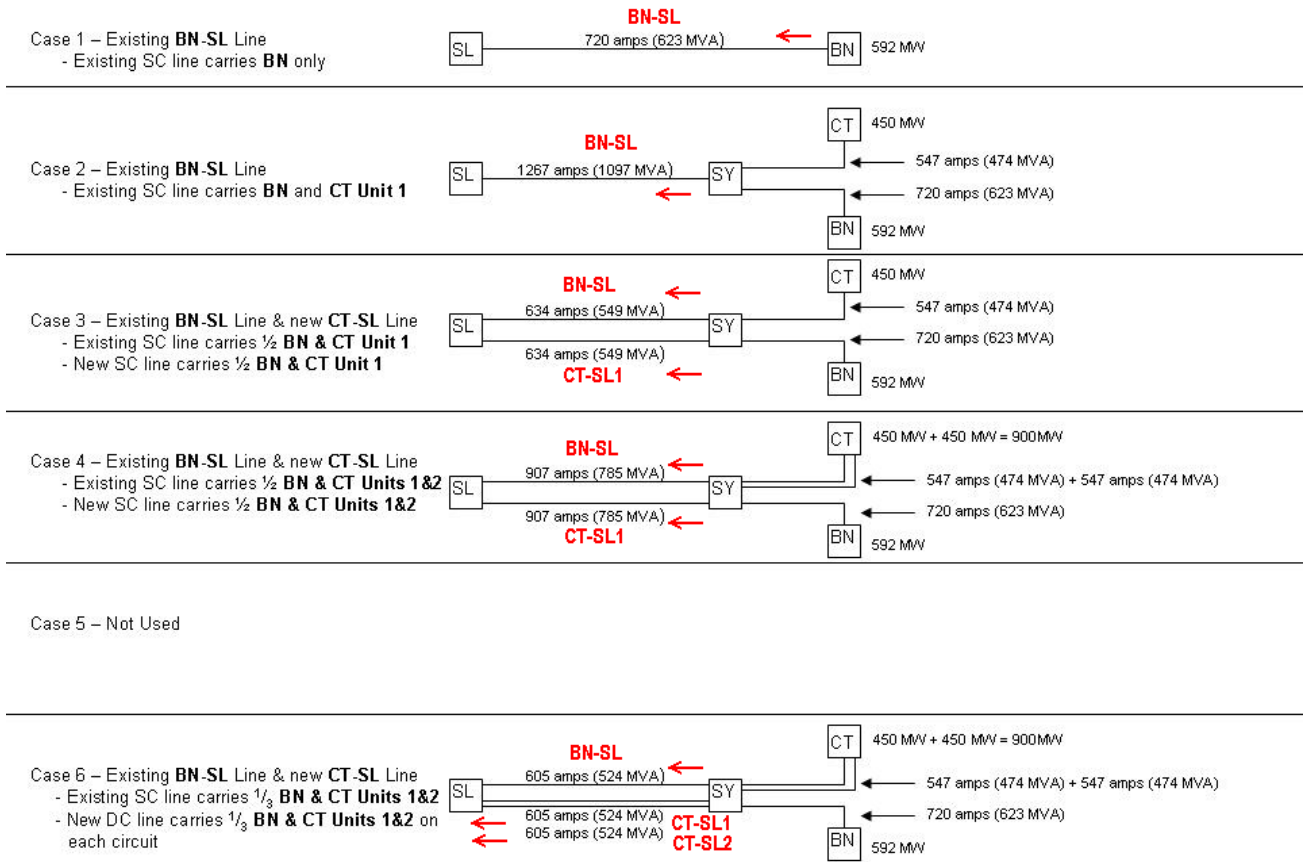 Case 1 – Existing BN-SL Line
- Existing SC line carries BN only
BN-SL
720 amps (623 MVA)
SL
BN
592 MW
Case 2 – Existing BN-SL Line
- Existing SC line carries BN and CT Unit 1
BN-SL
1267 amps (1097 MVA)
SL
SY
CT
450 MW
547 amps (474 MVA)
720 amps (623 MVA)
BN
592 MW
Case 3 – Existing BN-SL Line & new CT-SL Line
- Existing SC line carries ½ BN & CT Unit 1
- New SC line carries ½ BN & CT Unit 1
BN-SL
634 amps (549 MVA)
SL
SY
634 amps (549 MVA)
CT-SL1
CT
450 MW
547 amps (474 MVA)
720 amps (623 MVA)
BN
592 MW
Case 4 – Existing BN-SL Line & new CT-SL Line
- Existing SC line carries ½ BN & CT Units 1&2
- New SC line carries ½ BN & CT Units 1&2
BN-SL
907 amps (785 MVA)
SL
SY
907 amps (785 MVA)
CT-SL1
CT
450 MW + 450 MW = 900MW
547 amps (474 MVA) + 547 amps (474 MVA)
720 amps (623 MVA)
BN
592 MW
Case 5 – Not Used
Case 6 – Existing BN-SL Line & new CT-SL Line
- Existing SC line carries 1/3 BN & CT Units 1&2
- New DC line carries 1/3 BN & CT Units 1&2 on
each circuit
BN-SL
605 amps (524 MVA)
SL
SY
605 amps (524 MVA) CT-SL1
605 amps (524 MVA) CT-SL2
CT
450 MW + 450 MW = 900MW
547 amps (474 MVA) + 547 amps (474 MVA)
720 amps (623 MVA)
BN
592 MW